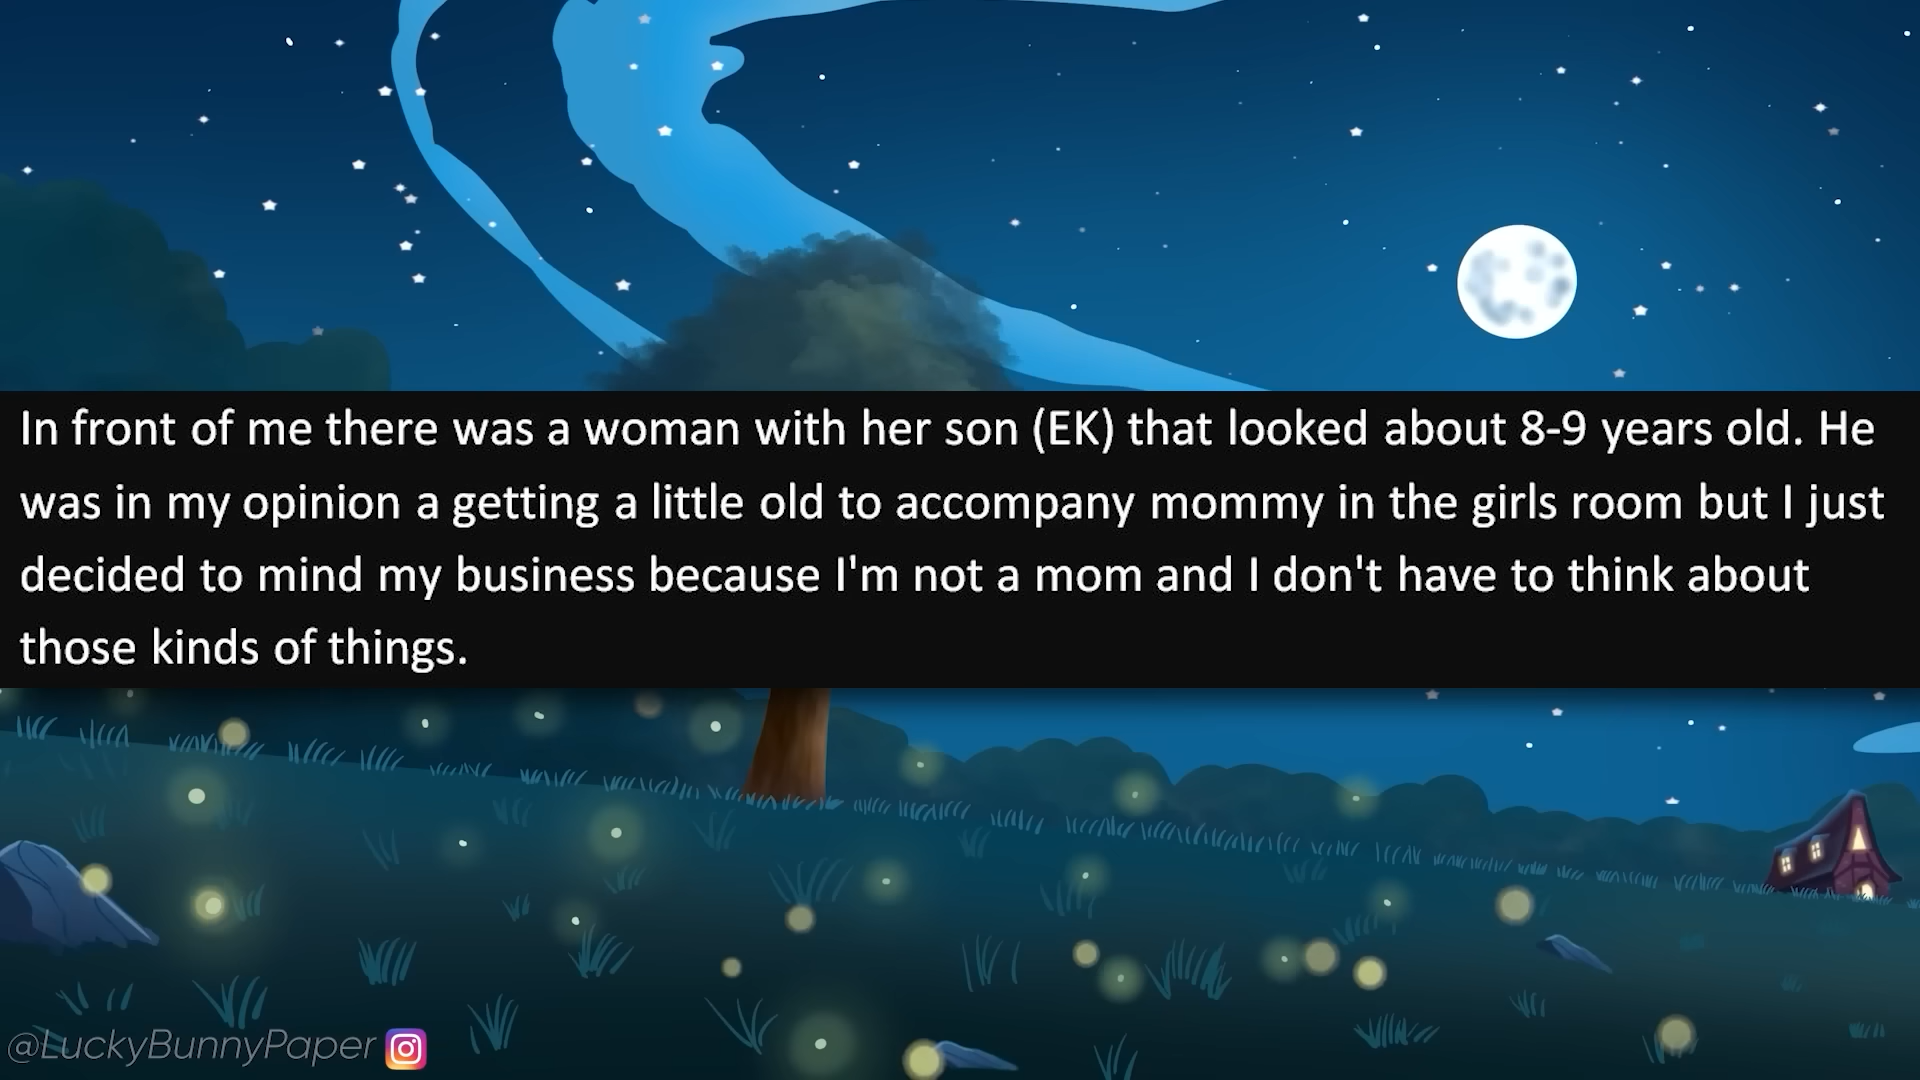 In front of me there was a woman with her son (EK) that looked about 8-9 years old. He
was in my opinion a getting a little old to accompany mommy in the girls room but I just
decided to mind my business because I'm not a mom and I don't have to think about
those kinds of things.
@LuckyBunnyPaper